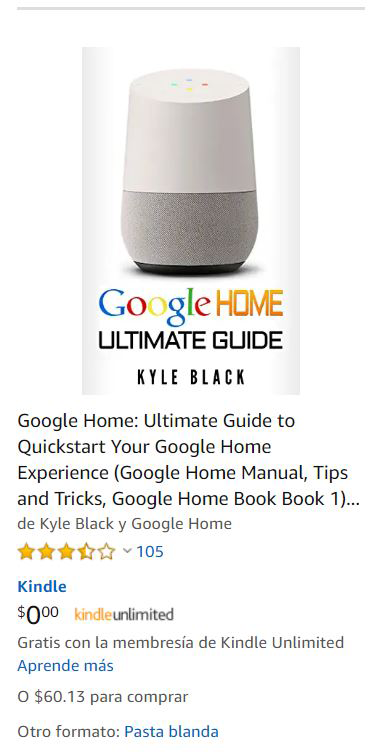 Google HOME
ULTIMATE GUIDE
KYLE BLACK
Google Home: Ultimate Guide to
Quickstart Your Google Home
Experience (Google Home Manual, Tips
and Tricks, Google Home Book Book 1)...
de Kyle Black y Google Home
105
Kindle
$000 kindleunlimited
Gratis con la membresía de Kindle Unlimited
Aprende más
O $60.13 para comprar
Otro formato: Pasta blanda